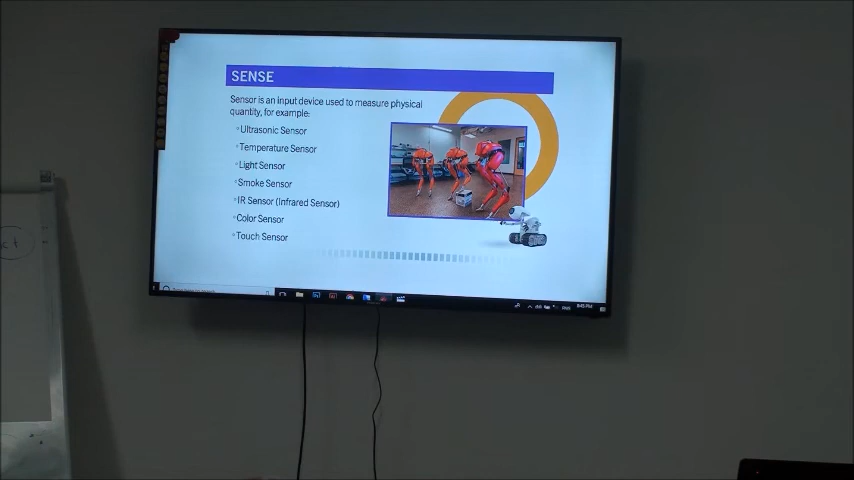 SENSE
Sensor is an input device used to measure physical
quantity, for example:
Ultrasonic Sensor
Temperature Sensor
Light Sensor
Smoke Sensor
IR Sensor (Infrared Sensor)
Color Sensor
Touch Sensor